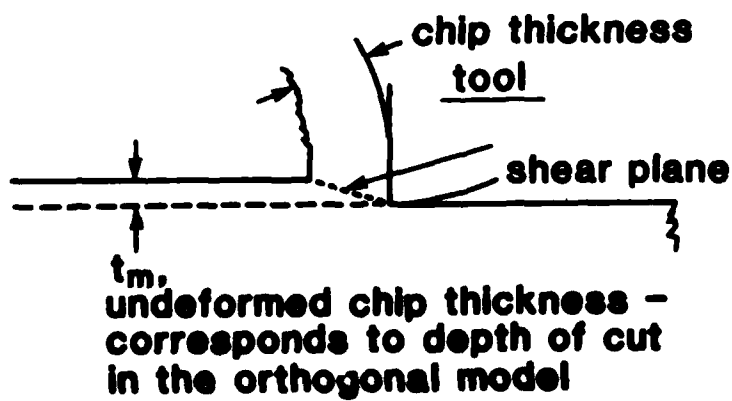 chip thickness
tool
shear plane
tm,
undeformed chip thickness –
corresponds to depth of cut
in the orthogonal model